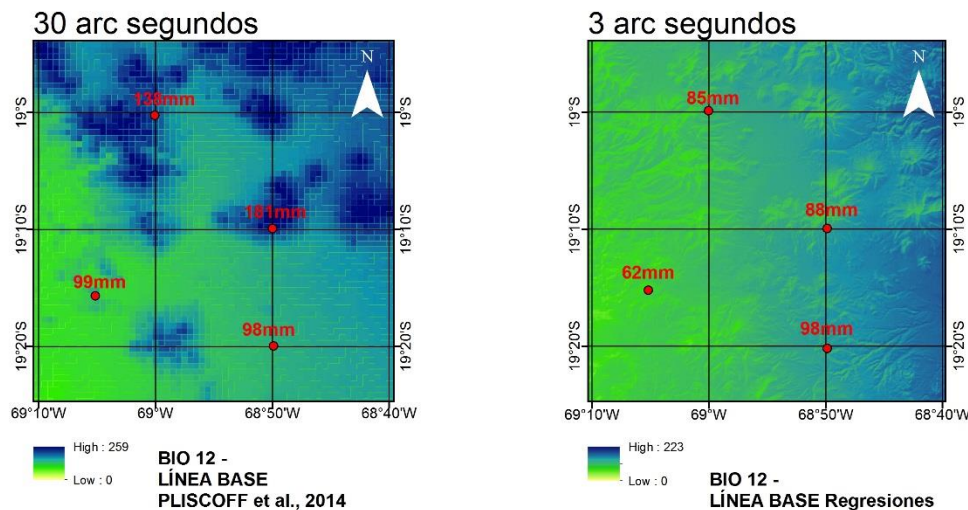 30 arc segundos
N
138mm
181mm
99mm
98mm
19°S
19°10'S
19°20'S
19°S
19°10'S
19°20'S
69°10'W
69°W
68°50'W
68°40'W
High : 259
Low : 0
BIO 12 -
LÍNEA BASE
PLISCOFF et al., 2014
3 arc segundos
N
85mm
88mm
62mm
98mm
19°S
19°10'S
19°20'S
19°S
19°10'S
19°20'S
69°10'W
69°W
68°50'W
68°40'W
High : 223
Low : 0
BIO 12 -
LÍNEA BASE Regresiones